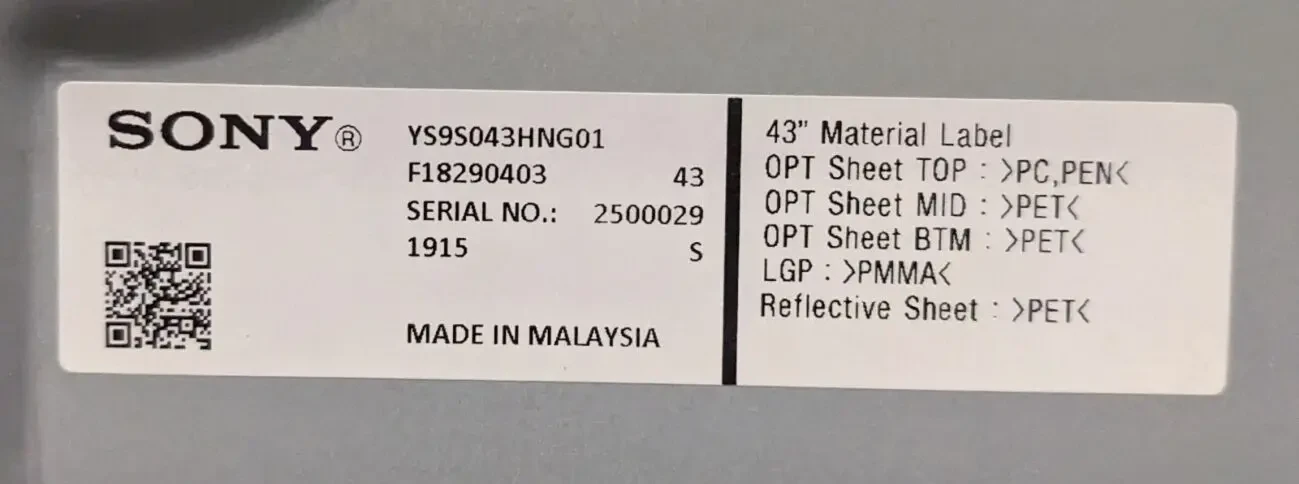 SONY®
YS9S043HNG01
F18290403 43
SERIAL NO.: 2500029
1915 S
MADE IN MALAYSIA
43" Material Label
OPT Sheet TOP : >PC,PEN<
OPT Sheet MID : >PET<
OPT Sheet BTM : >PET<
LGP : >PMMA<
Reflective Sheet : >PET<